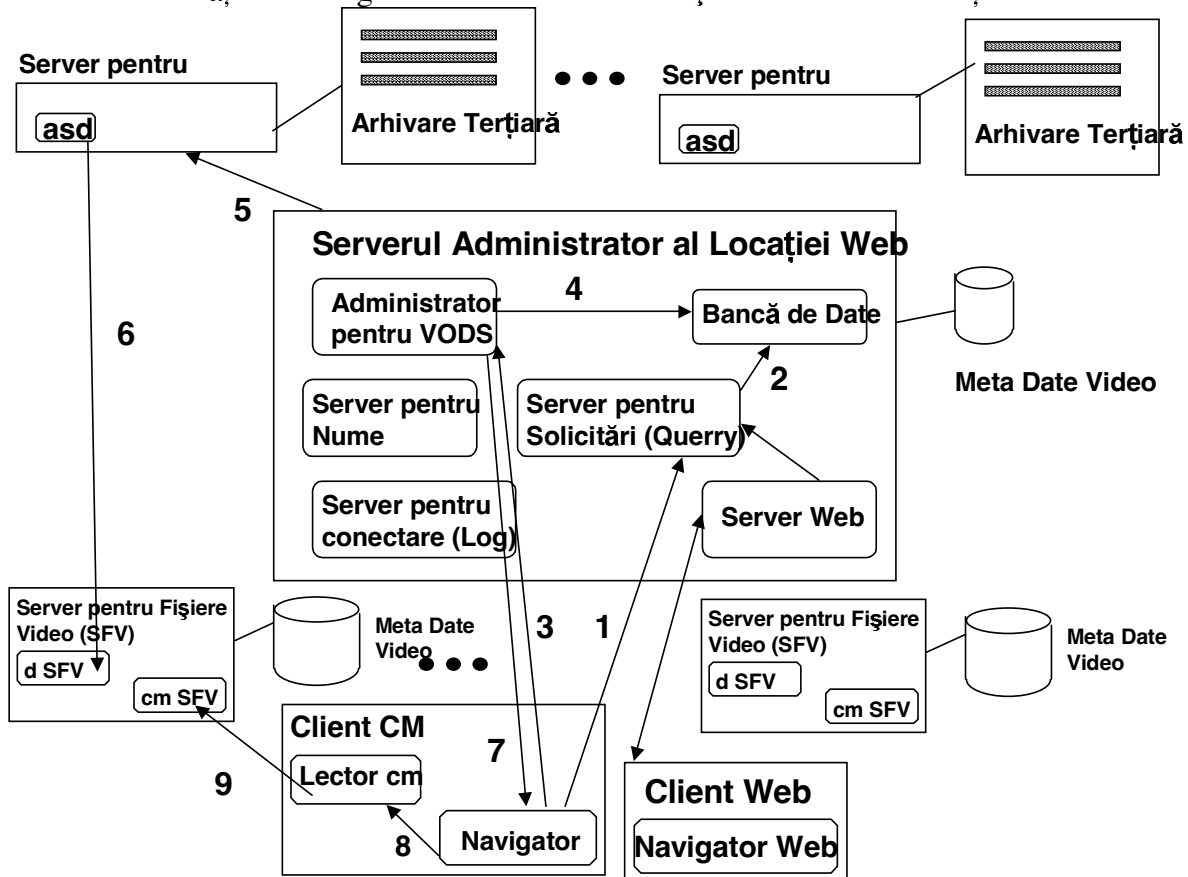 Server pentru
asd
Arhivare Terțiară
Server pentru
asd
Arhivare Terțiară
5
Serverul Administrator al Locației Web
Administrator
pentru VODS
4
Bancă de Date
6
2
Meta Date Video
Server pentru
Nume
Server pentru
Solicitări (Querry)
Server pentru
conectare (Log)
Server Web
Server pentru Fişiere
Video (SFV)
d SFV
cm SFV
Meta Date
Video
3
1
Server pentru Fişiere
Video (SFV)
d SFV
cm SFV
Meta Date
Video
Client CM
Lector cm
7
9
8
Navigator
Client Web
Navigator Web